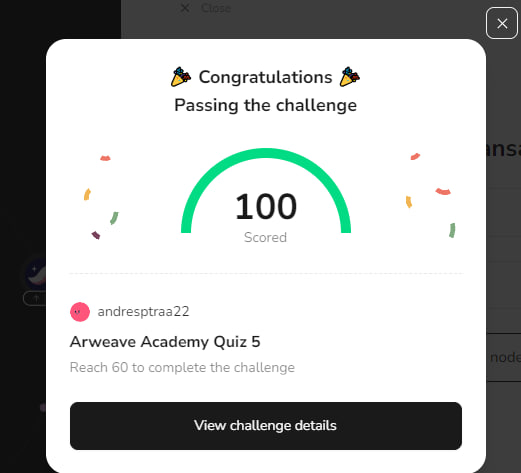 Close
Congratulations
Passing the challenge
ansa
100
Scored
andresptraa22
Arweave Academy Quiz 5
node
Reach 60 to complete the challenge
View challenge details